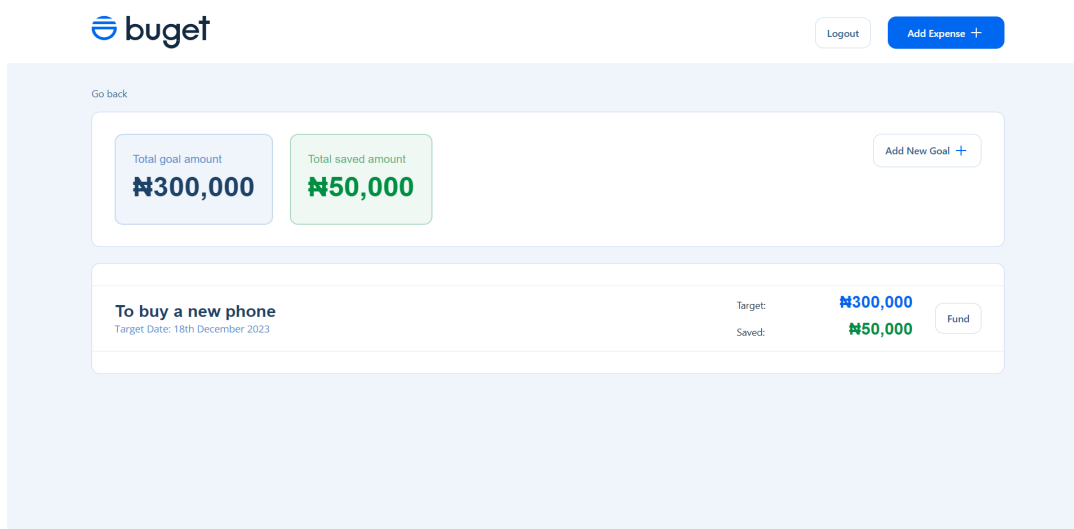 buget
Logout
Add Expense +
Go back
Total goal amount
₦300,000
Total saved amount
₦50,000
Add New Goal +
To buy a new phone
Target Date: 18th December 2023
Target: ₦300,000
Saved: ₦50,000
Fund